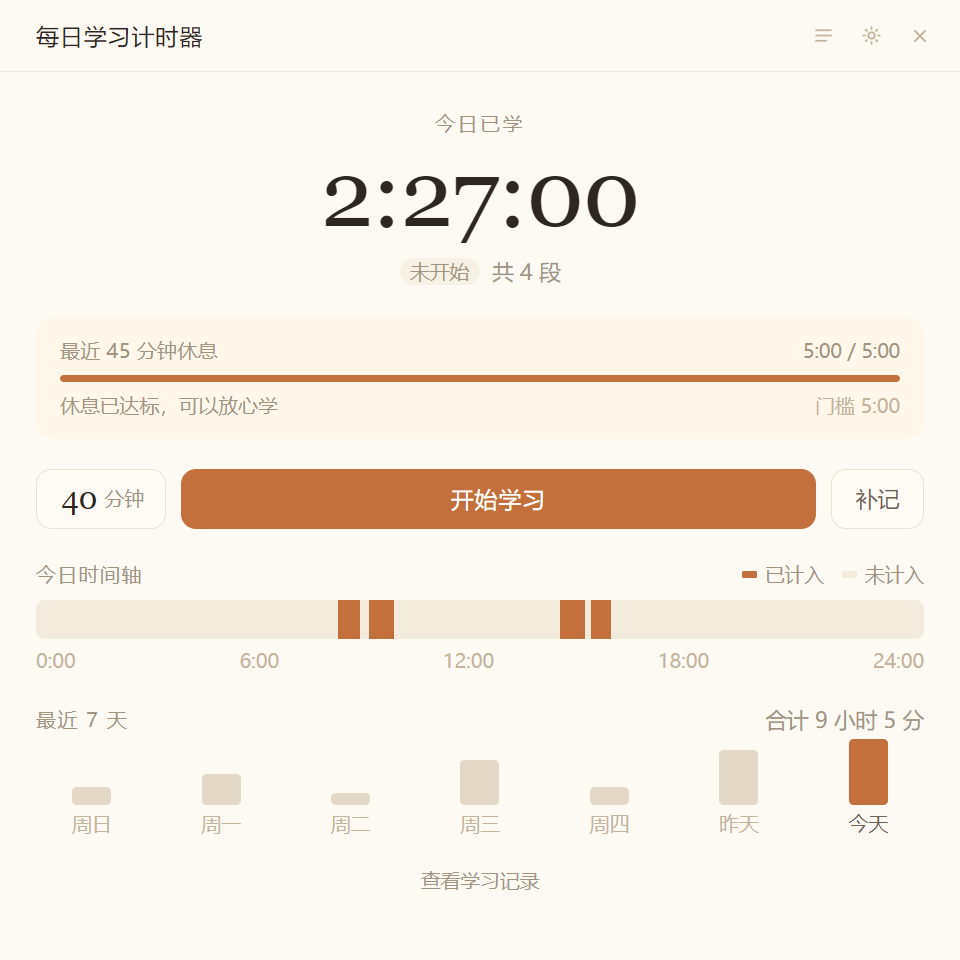 每日学习计时器
今日已学
2:27:00
未开始 共 4 段
最近 45 分钟休息 5:00 / 5:00
休息已达标，可以放心学 门槛 5:00
40 分钟 开始学习 补记
今日时间轴 已计入 未计入
0:00 6:00 12:00 18:00 24:00
最近 7 天 合计 9 小时 5 分
周日 周一 周二 周三 周四 昨天 今天
查看学习记录